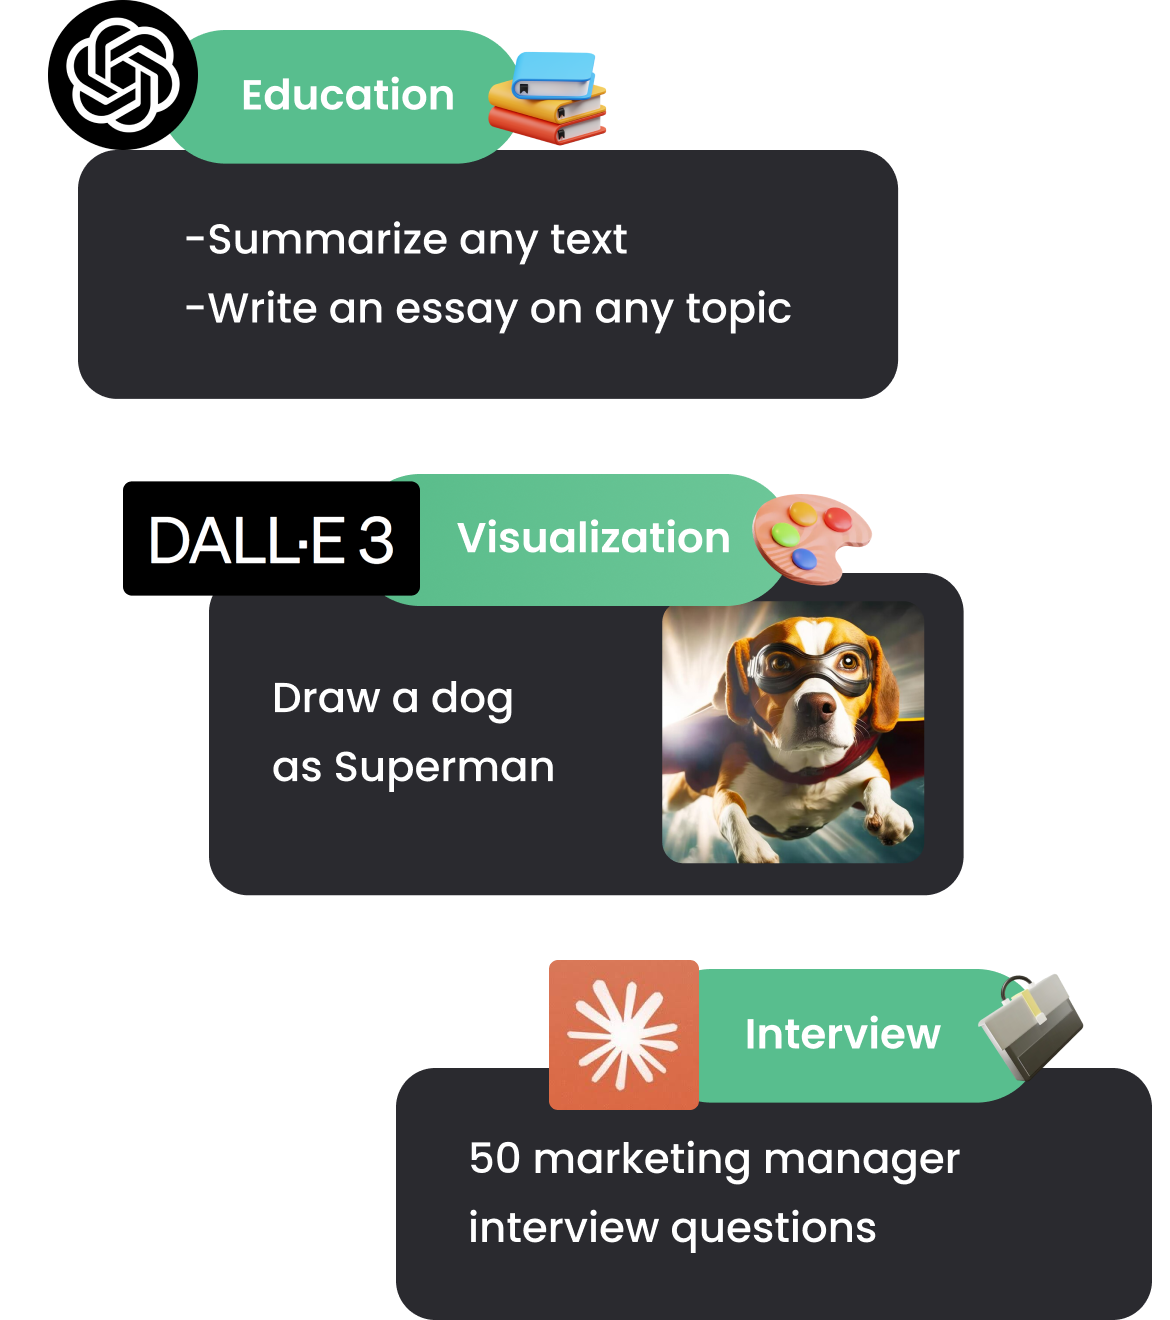 Education
-Summarize any text
-Write an essay on any topic
DALL·E 3
Visualization
Draw a dog
as Superman
Interview
50 marketing manager
interview questions